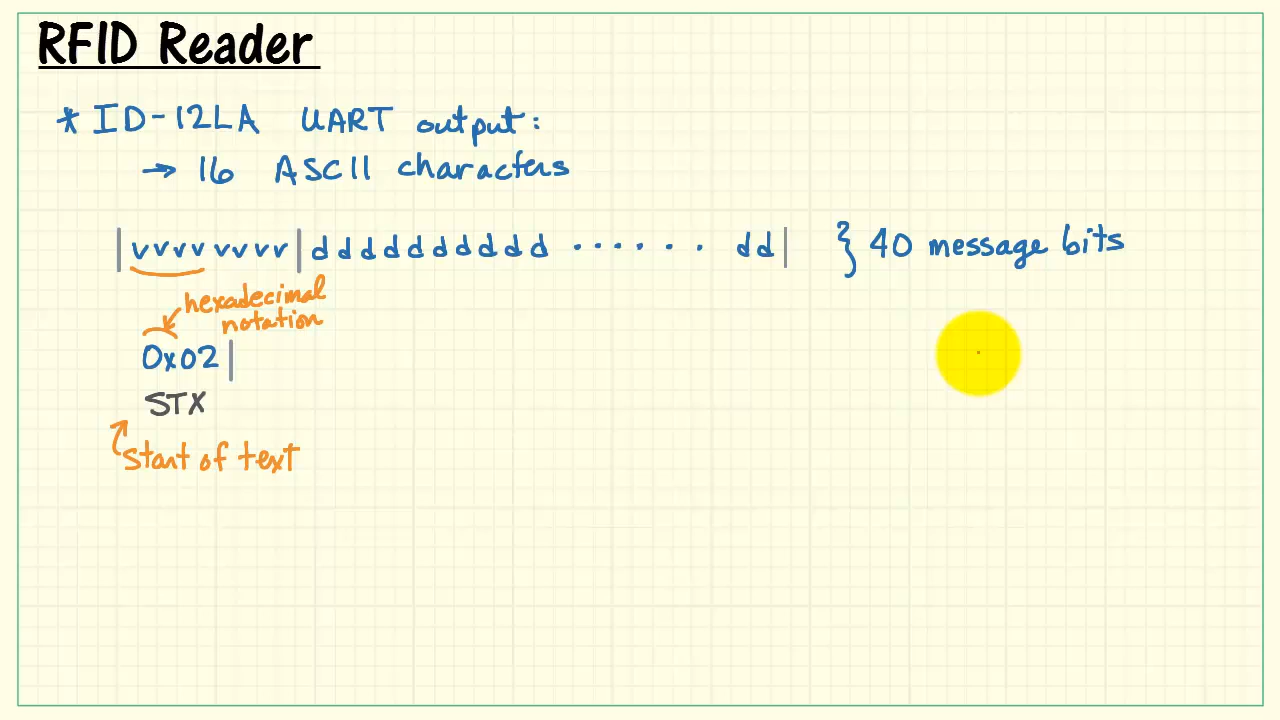 RFID Reader
* ID-12LA UART output:
→ 16 ASCII characters
|vvvvvvvv|dddddddddd ...... dd| } 40 message bits
hexadecimal
notation
0x02|
STX
Start of text